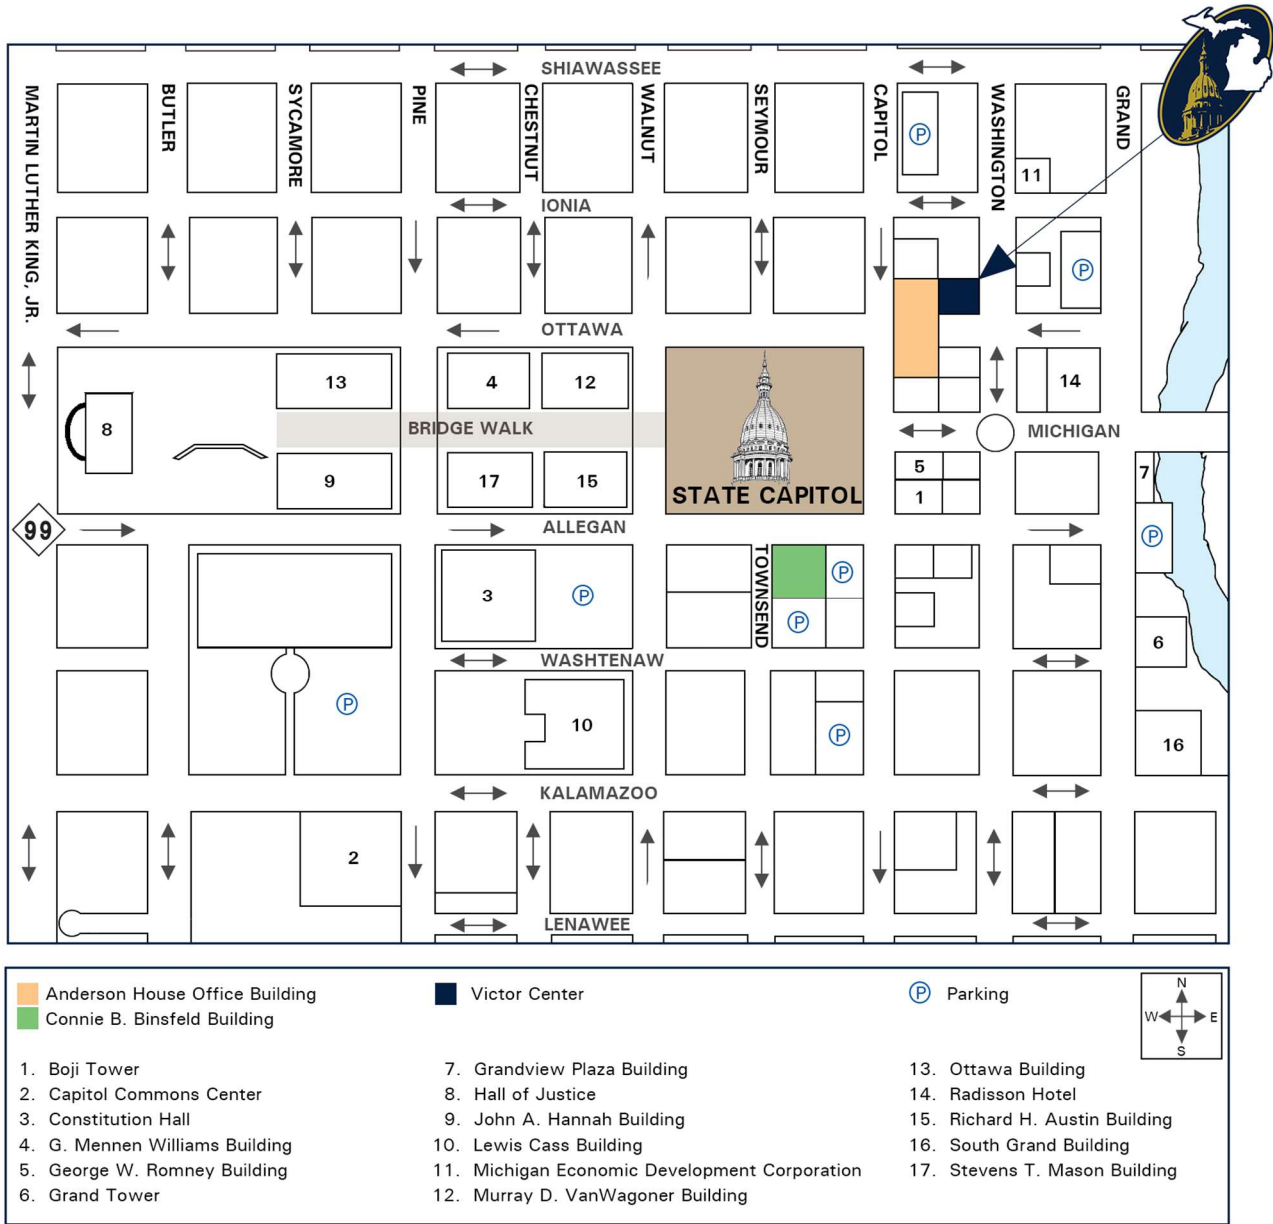 SHIAWASSEE
MARTIN LUTHER KING, JR.
BUTLER
SYCAMORE
PINE
CHESTNUT
WALNUT
SEYMOUR
CAPITOL
WASHINGTON
GRAND
P
11
IONIA
P
OTTAWA
13
4
12
14
8
BRIDGE WALK
MICHIGAN
STATE CAPITOL
9
17
15
5
1
7
99
ALLEGAN
P
TOWNSEND
P
3
P
P
6
WASHTENAW
P
10
P
16
KALAMAZOO
2
LENAWEE
Anderson House Office Building
Connie B. Binsfeld Building
Victor Center
P Parking
N
W E
S
1. Boji Tower
2. Capitol Commons Center
3. Constitution Hall
4. G. Mennen Williams Building
5. George W. Romney Building
6. Grand Tower
7. Grandview Plaza Building
8. Hall of Justice
9. John A. Hannah Building
10. Lewis Cass Building
11. Michigan Economic Development Corporation
12. Murray D. VanWagoner Building
13. Ottawa Building
14. Radisson Hotel
15. Richard H. Austin Building
16. South Grand Building
17. Stevens T. Mason Building